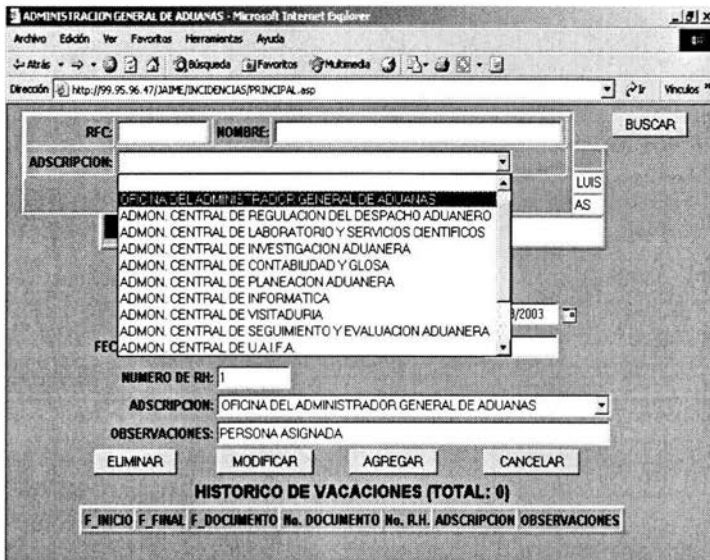 ADMINISTRACION GENERAL DE ADUANAS - Microsoft Internet Explorer
Archivo Edición Ver Favoritos Herramientas Ayuda
Atrás Búsqueda Favoritos Multimedia
Dirección http://99.95.96.47/JAIME/INCIDENCIAS/PRINCIPAL.asp Ir Vínculos »
RFC: NOMBRE: BUSCAR
ADSCRIPCION:
LUIS
OFICINA DEL ADMINISTRADOR GENERAL DE ADUANAS
AS
ADMON. CENTRAL DE REGULACION DEL DESPACHO ADUANERO
ADMON. CENTRAL DE LABORATORIO Y SERVICIOS CIENTIFICOS
ADMON. CENTRAL DE INVESTIGACION ADUANERA
ADMON. CENTRAL DE CONTABILIDAD Y GLOSA
ADMON. CENTRAL DE PLANEACION ADUANERA
ADMON. CENTRAL DE INFORMATICA
ADMON. CENTRAL DE VISITADURIA /2003
ADMON. CENTRAL DE SEGUIMIENTO Y EVALUACION ADUANERA
FEC ADMON. CENTRAL DE U.A.I.F.A.
NUMERO DE RH: 1
ADSCRIPCION: OFICINA DEL ADMINISTRADOR GENERAL DE ADUANAS
OBSERVACIONES: PERSONA ASIGNADA
ELIMINAR MODIFICAR AGREGAR CANCELAR
HISTORICO DE VACACIONES (TOTAL: 0)
F_INICIO F_FINAL F_DOCUMENTO No. DOCUMENTO No. R.H. ADSCRIPCION OBSERVACIONES